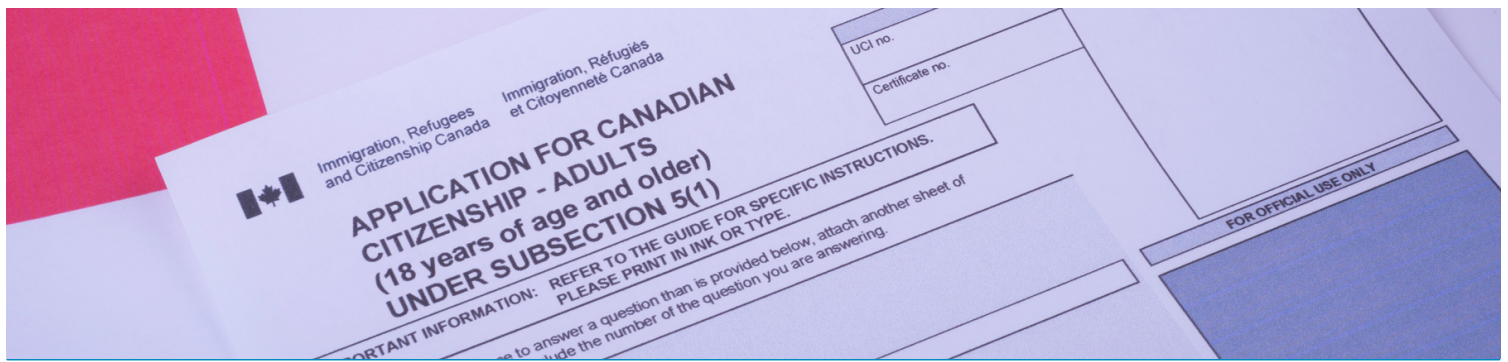 Immigration, Refugees
and Citizenship Canada
Immigration, Réfugiés
et Citoyenneté Canada
APPLICATION FOR CANADIAN
CITIZENSHIP - ADULTS
(18 years of age and older)
UNDER SUBSECTION 5(1)
UCI no.
Certificate no.
INFORMATION: REFER TO THE GUIDE FOR SPECIFIC INSTRUCTIONS.
PLEASE PRINT IN INK OR TYPE.
to answer a question than is provided below, attach another sheet of
the number of the question you are answering.
FOR OFFICIAL USE ONLY